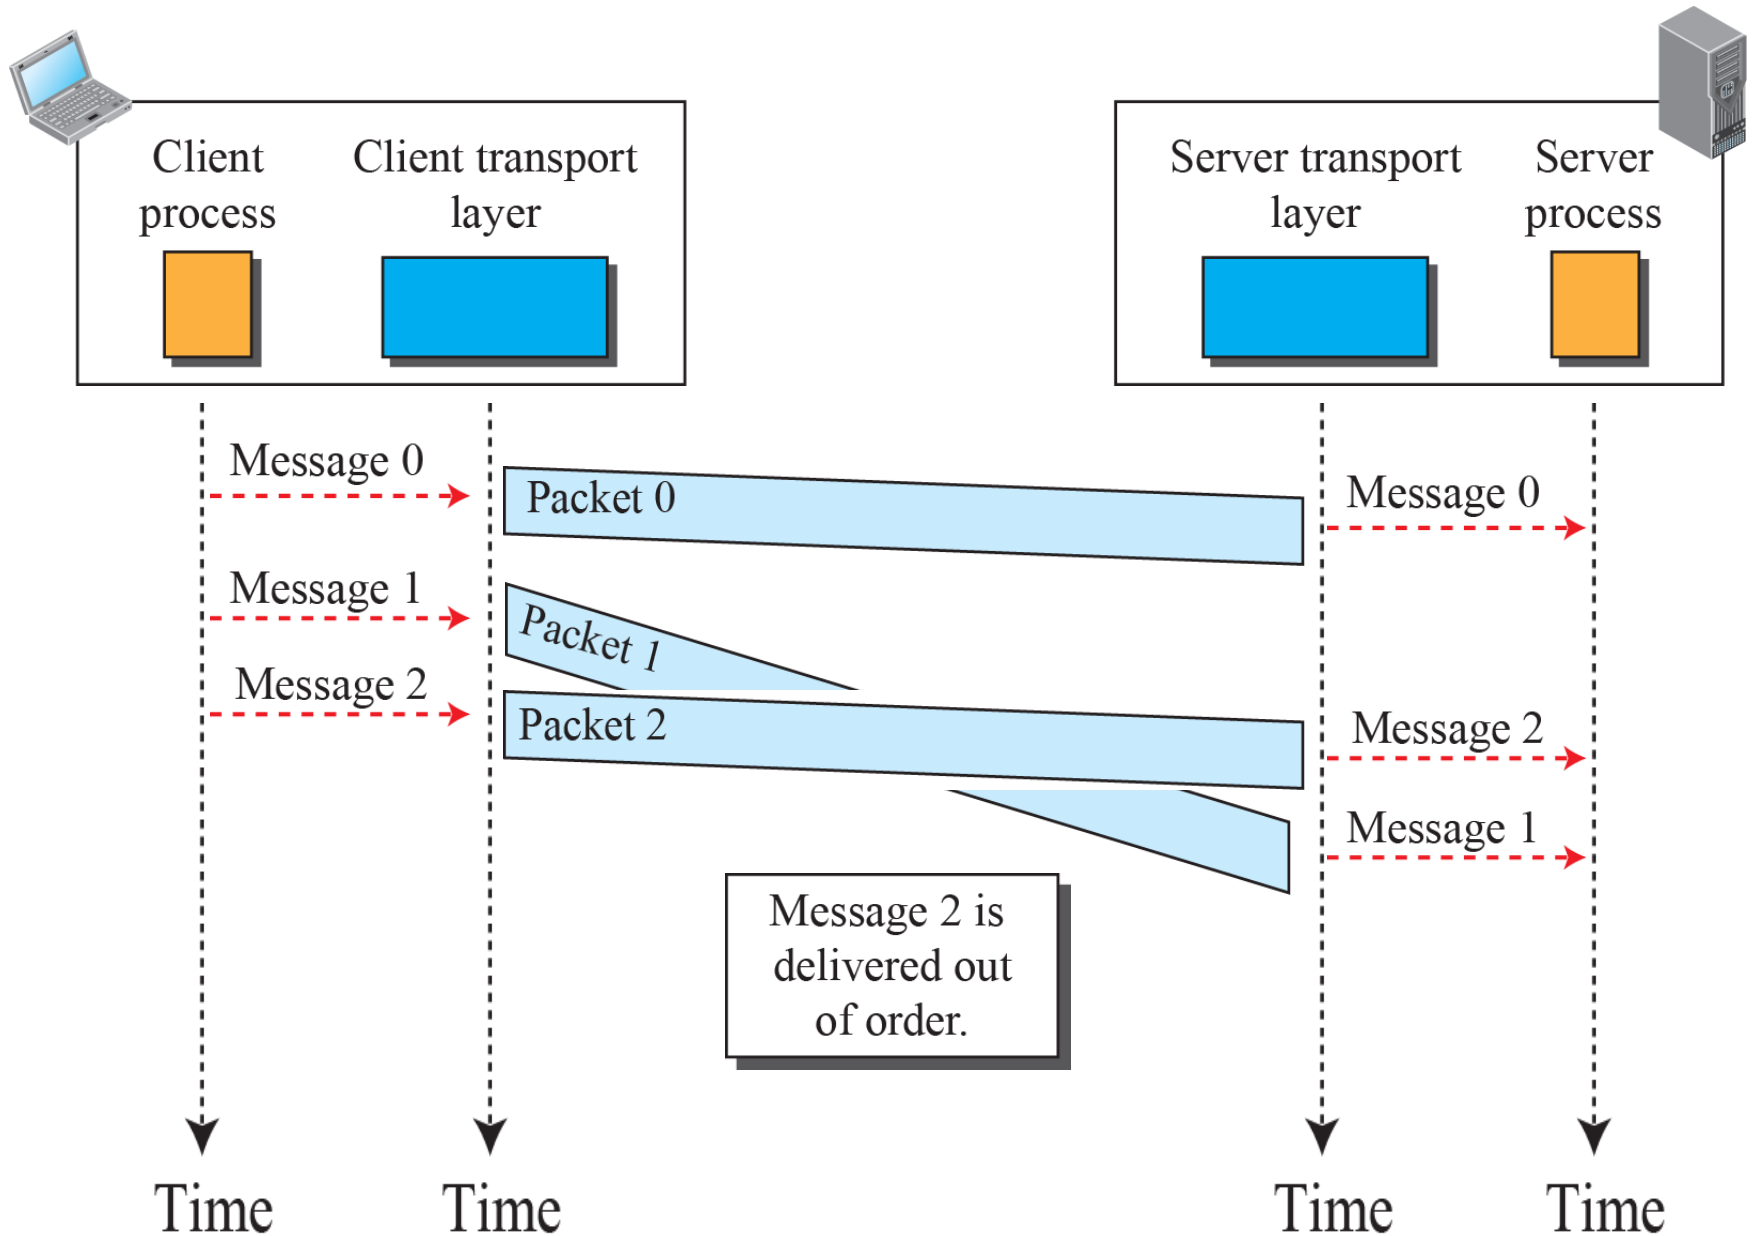 Client
process
Client transport
layer
Server transport
layer
Server
process
Message 0
Packet 0
Message 0
Message 1
Packet 1
Message 2
Packet 2
Message 2
Message 1
Message 2 is
delivered out
of order.
Time
Time
Time
Time